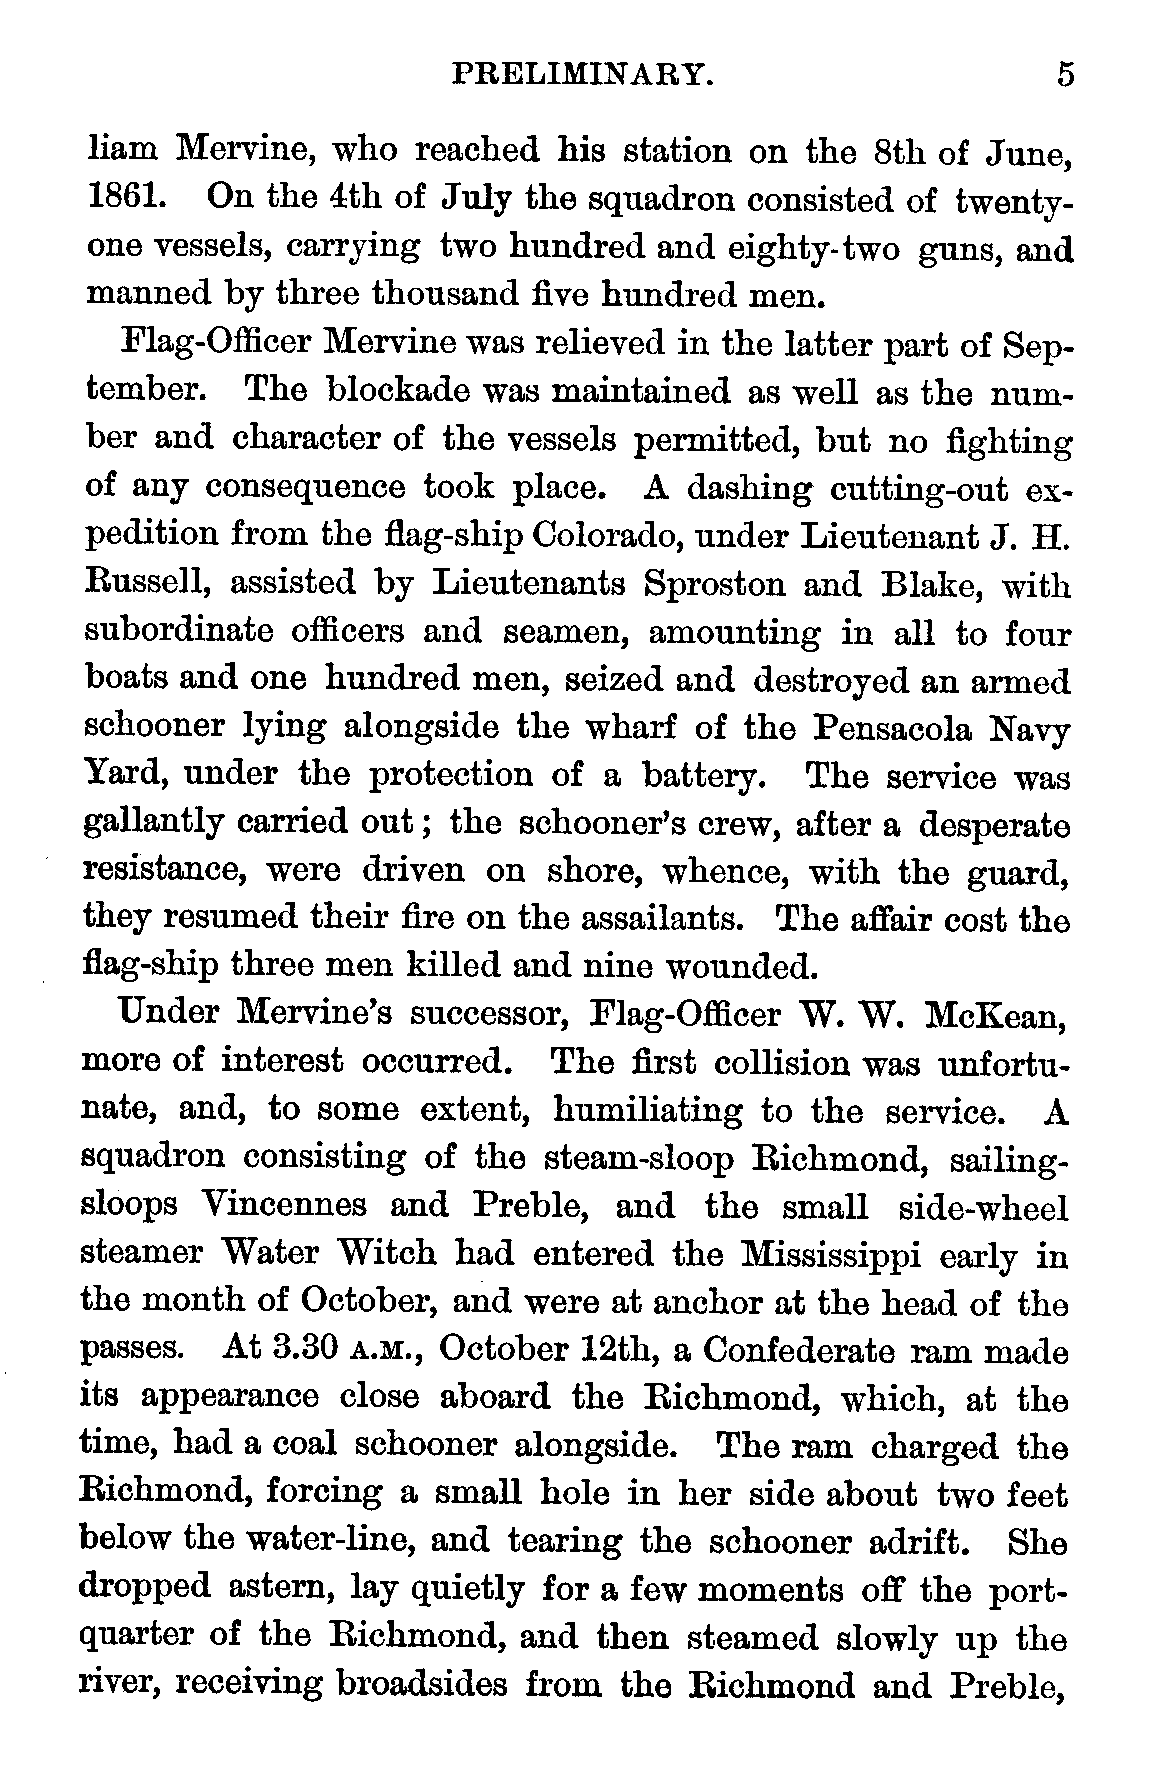 PRELIMINARY. 5
liam Mervine, who reached his station on the 8th of June,
1861. On the 4th of July the squadron consisted of twenty-
one vessels, carrying two hundred and eighty-two guns, and
manned by three thousand five hundred men.
Flag-Officer Mervine was relieved in the latter part of Sep-
tember. The blockade was maintained as well as the num-
ber and character of the vessels permitted, but no fighting
of any consequence took place. A dashing cutting-out ex-
pedition from the flag-ship Colorado, under Lieutenant J. H.
Russell, assisted by Lieutenants Sproston and Blake, with
subordinate officers and seamen, amounting in all to four
boats and one hundred men, seized and destroyed an armed
schooner lying alongside the wharf of the Pensacola Navy
Yard, under the protection of a battery. The service was
gallantly carried out; the schooner's crew, after a desperate
resistance, were driven on shore, whence, with the guard,
they resumed their fire on the assailants. The affair cost the
flag-ship three men killed and nine wounded.
Under Mervine's successor, Flag-Officer W. W. McKean,
more of interest occurred. The first collision was unfortu-
nate, and, to some extent, humiliating to the service. A
squadron consisting of the steam-sloop Richmond, sailing-
sloops Vincennes and Preble, and the small side-wheel
steamer Water Witch had entered the Mississippi early in
the month of October, and were at anchor at the head of the
passes. At 3.30 A.M., October 12th, a Confederate ram made
its appearance close aboard the Richmond, which, at the
time, had a coal schooner alongside. The ram charged the
Richmond, forcing a small hole in her side about two feet
below the water-line, and tearing the schooner adrift. She
dropped astern, lay quietly for a few moments off the port-
quarter of the Richmond, and then steamed slowly up the
river, receiving broadsides from the Richmond and Preble,